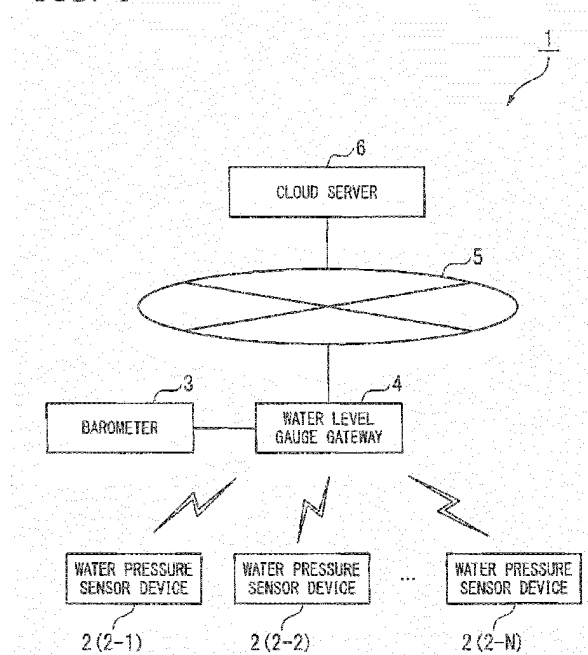 1
6
CLOUD SERVER
5
3
4
BAROMETER
WATER LEVEL
GAUGE GATEWAY
WATER PRESSURE
SENSOR DEVICE
WATER PRESSURE
SENSOR DEVICE
...
WATER PRESSURE
SENSOR DEVICE
2(2-1)
2(2-2)
2(2-N)